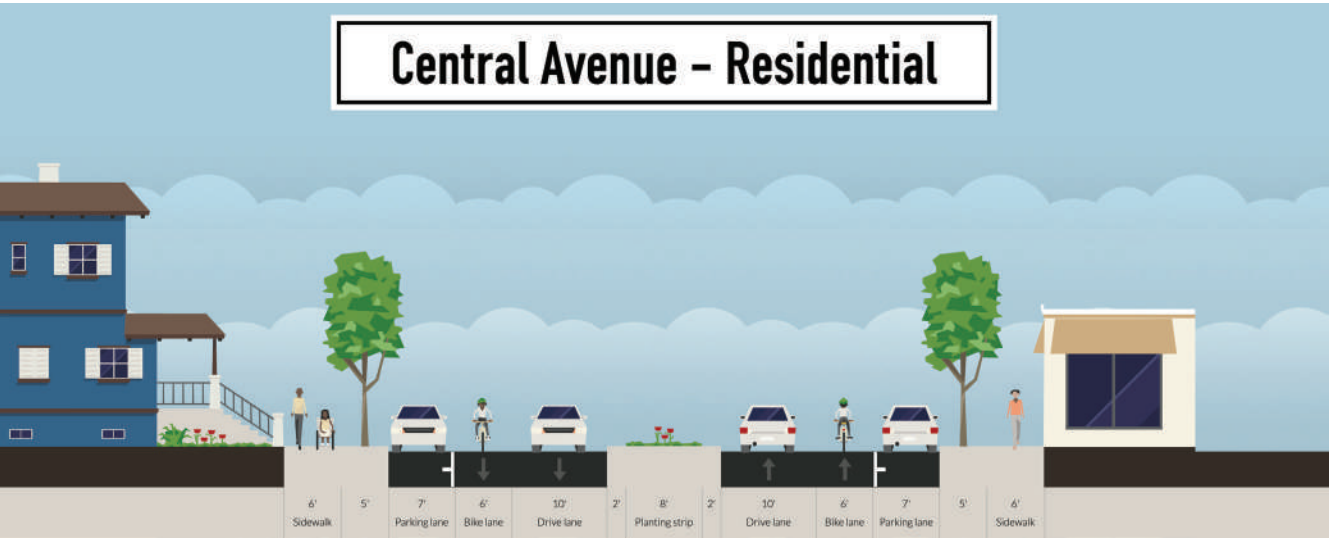 Central Avenue – Residential
6' 5' 7' 6' 10' 2' 8' 2' 10' 6' 7' 5' 6'
Sidewalk Parking lane Bike lane Drive lane Planting strip Drive lane Bike lane Parking lane Sidewalk